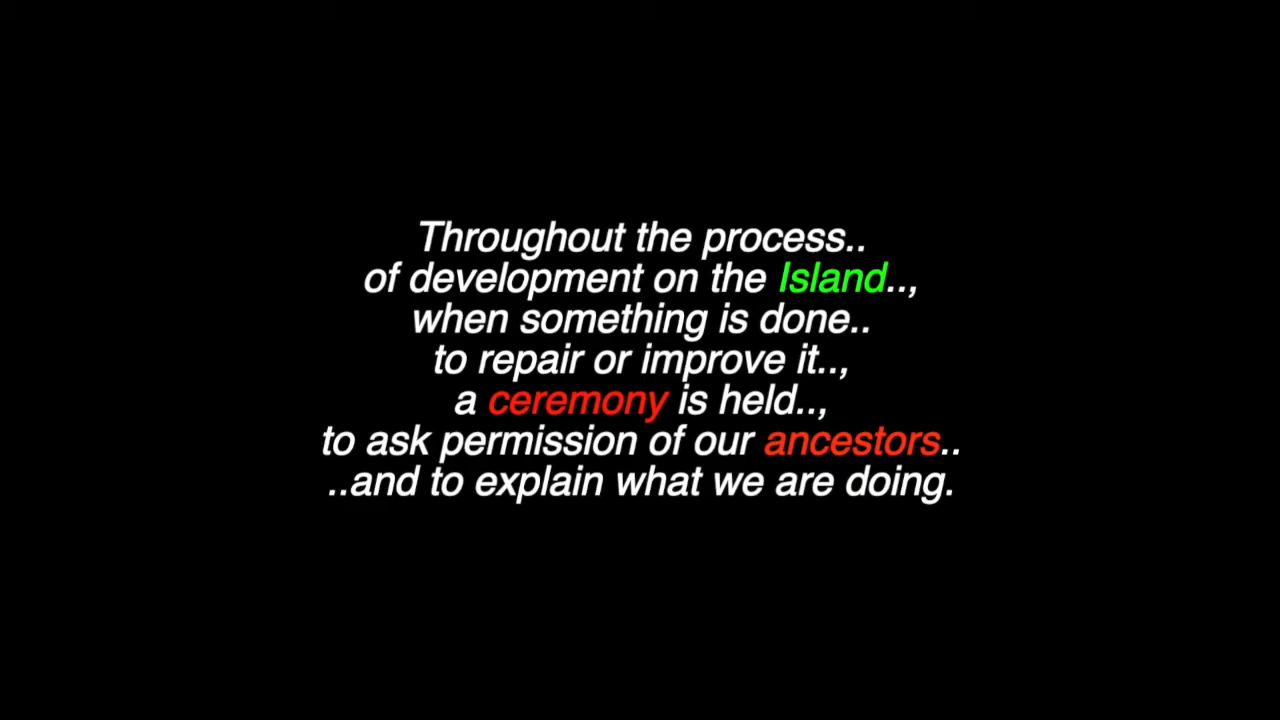 Throughout the process..
of development on the Island..,
when something is done..
to repair or improve it..,
a ceremony is held..,
to ask permission of our ancestors..
..and to explain what we are doing.